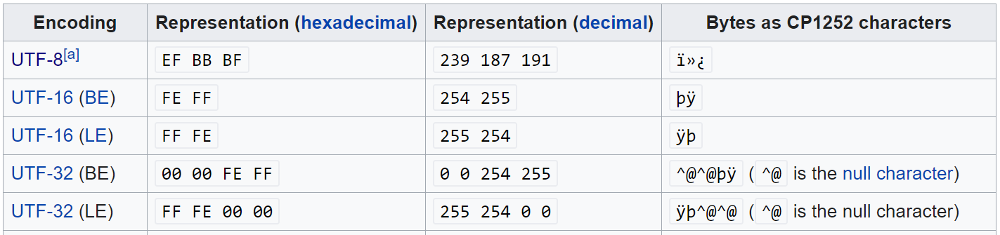 Encoding Representation (hexadecimal) Representation (decimal) Bytes as CP1252 characters
UTF-8[a] EF BB BF 239 187 191 ï»¿
UTF-16 (BE) FE FF 254 255 þÿ
UTF-16 (LE) FF FE 255 254 ÿþ
UTF-32 (BE) 00 00 FE FF 0 0 254 255 ^@^@þÿ (^@ is the null character)
UTF-32 (LE) FF FE 00 00 255 254 0 0 ÿþ^@^@ (^@ is the null character)